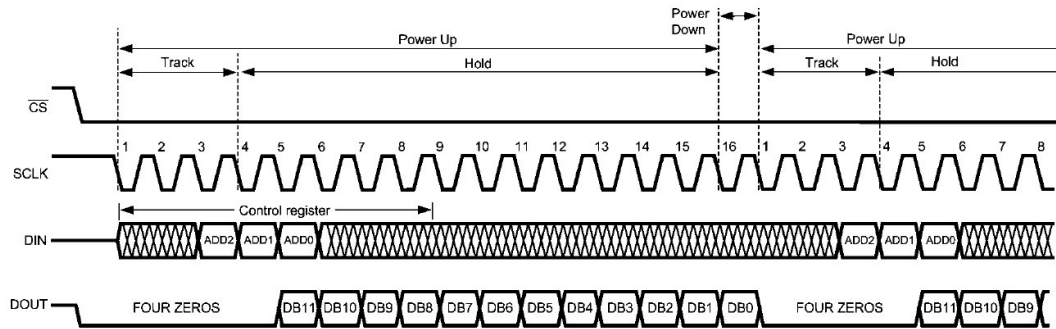 Power
Down
Power Up Power Up
Track Hold Track Hold
CS
1 2 3 4 5 6 7 8 9 10 11 12 13 14 15 16 1 2 3 4 5 6 7 8
SCLK
Control register
DIN ADD2 ADD1 ADD0 ADD2 ADD1 ADD0
DOUT FOUR ZEROS DB11 DB10 DB9 DB8 DB7 DB6 DB5 DB4 DB3 DB2 DB1 DB0 FOUR ZEROS DB11 DB10 DB9